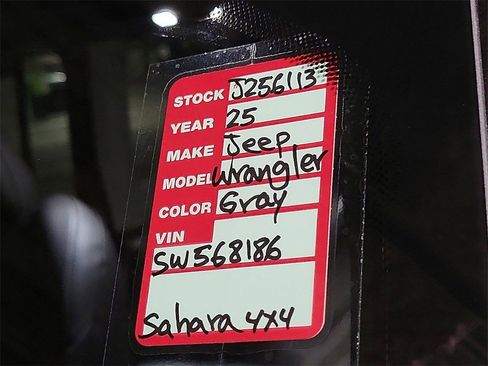 STOCK J256113
YEAR 25
MAKE Jeep
MODEL Wrangler
COLOR Gray
VIN
SW568186
Sahara 4x4